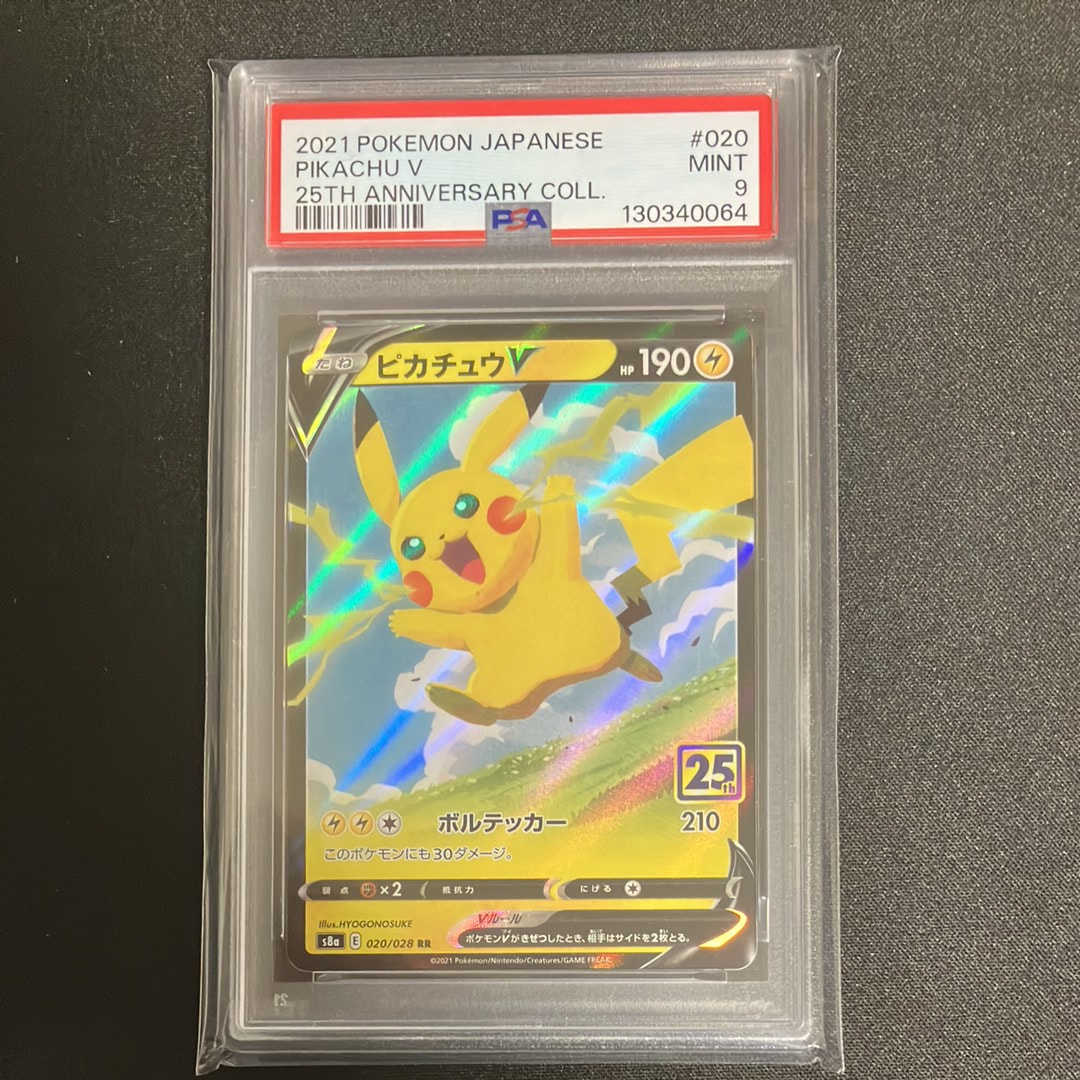 2021 POKEMON JAPANESE #020
PIKACHU V MINT
25TH ANNIVERSARY COLL. 9
PSA 130340064
たね ピカチュウV HP 190
25th
ボルテッカー 210
このポケモンにも30ダメージ。
弱点 ×2 抵抗力 にげる
Illus.HYOGONOSUKE
Vルール
ポケモンVがきぜつしたとき、相手はサイドを2枚とる。
s8a E 020/028 RR
©2021 Pokémon/Nintendo/Creatures/GAME FREAK.